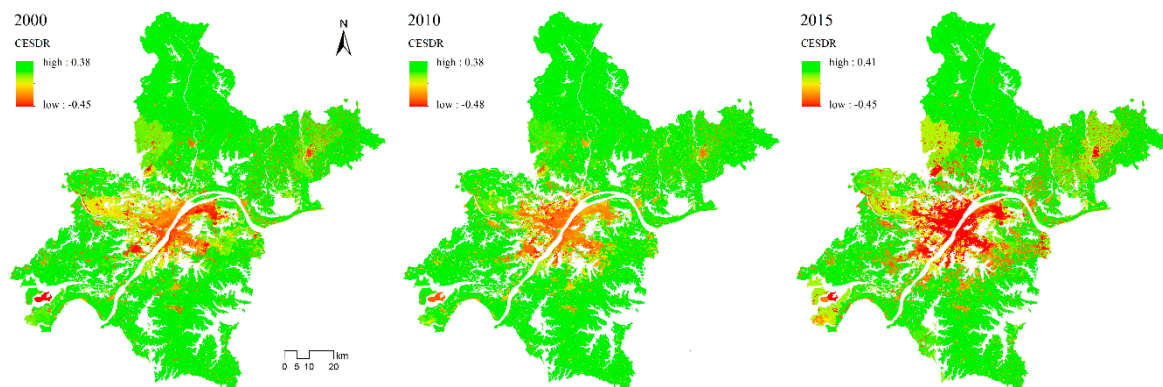 2000
CESDR
high : 0.38
low : -0.45
N
0 5 10 20
km
2010
CESDR
high : 0.38
low : -0.48
2015
CESDR
high : 0.41
low : -0.45